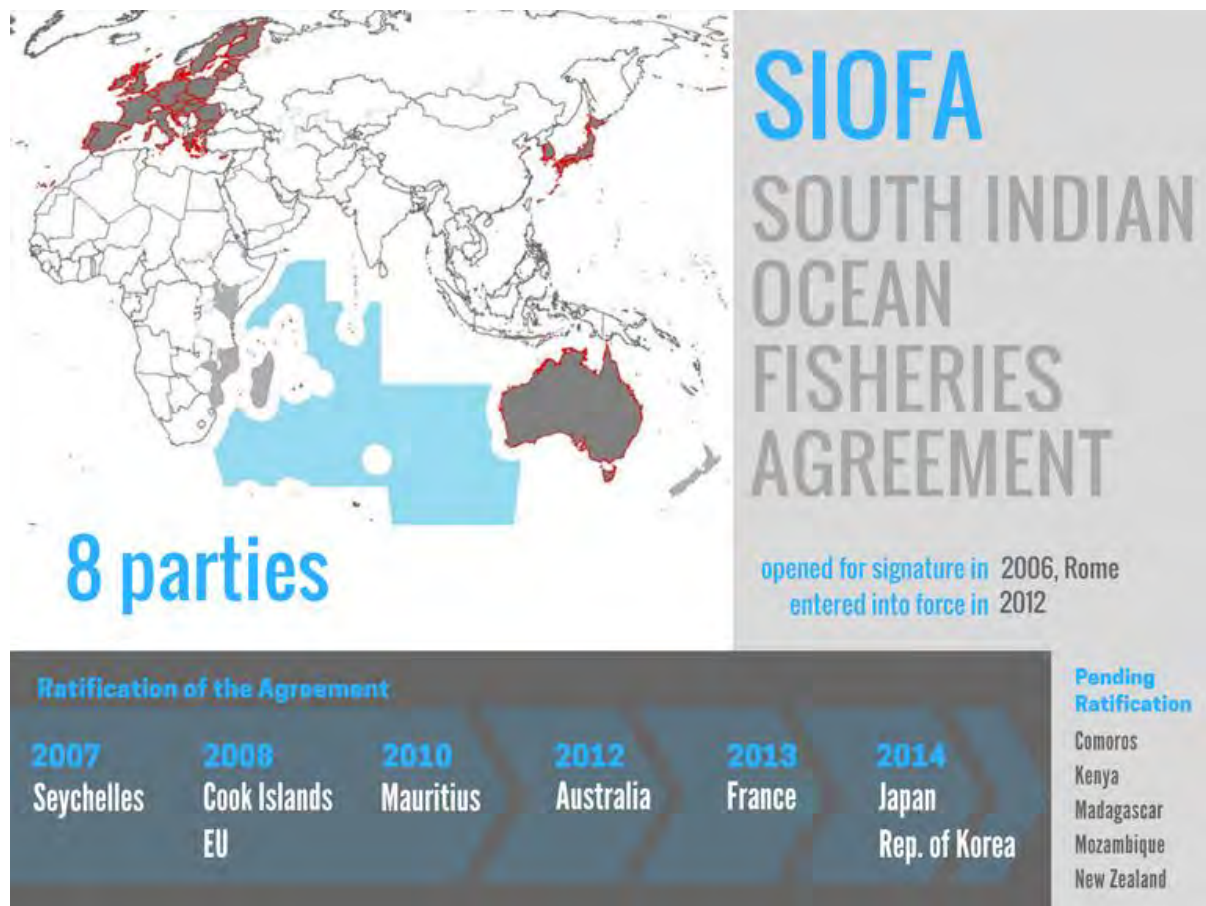 SIOFA
SOUTH INDIAN
OCEAN
FISHERIES
AGREEMENT
8 parties
opened for signature in 2006, Rome
entered into force in 2012
Ratification of the Agreement
2007
Seychelles
2008
Cook Islands
EU
2010
Mauritius
2012
Australia
2013
France
2014
Japan
Rep. of Korea
Pending
Ratification
Comoros
Kenya
Madagascar
Mozambique
New Zealand